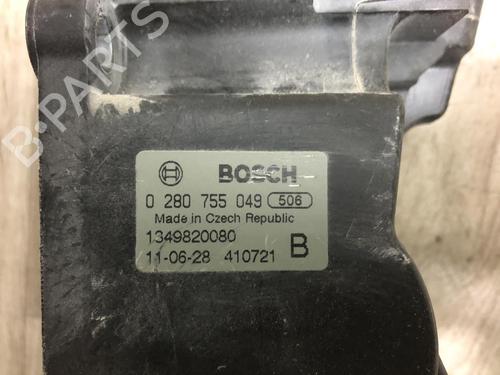 B-PARTS
BOSCH
0 280 755 049 506
Made in Czech Republic
1349820080
11-06-28 410721 B